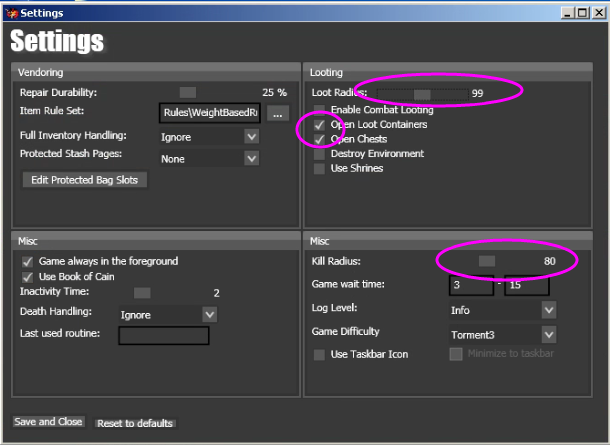 Settings
Settings
Vendoring
Repair Durability: 25 %
Item Rule Set: Rules\WeightBasedRu ...
Full Inventory Handling: Ignore
Protected Stash Pages: None
Edit Protected Bag Slots
Looting
Loot Radius: 99
Enable Combat Looting
Open Loot Containers
Open Chests
Destroy Environment
Use Shrines
Misc
Game always in the foreground
Use Book of Cain
Inactivity Time: 2
Death Handling: Ignore
Last used routine:
Misc
Kill Radius: 80
Game wait time: 3 - 15
Log Level: Info
Game Difficulty Torment3
Use Taskbar Icon Minimize to taskbar
Save and Close Reset to defaults